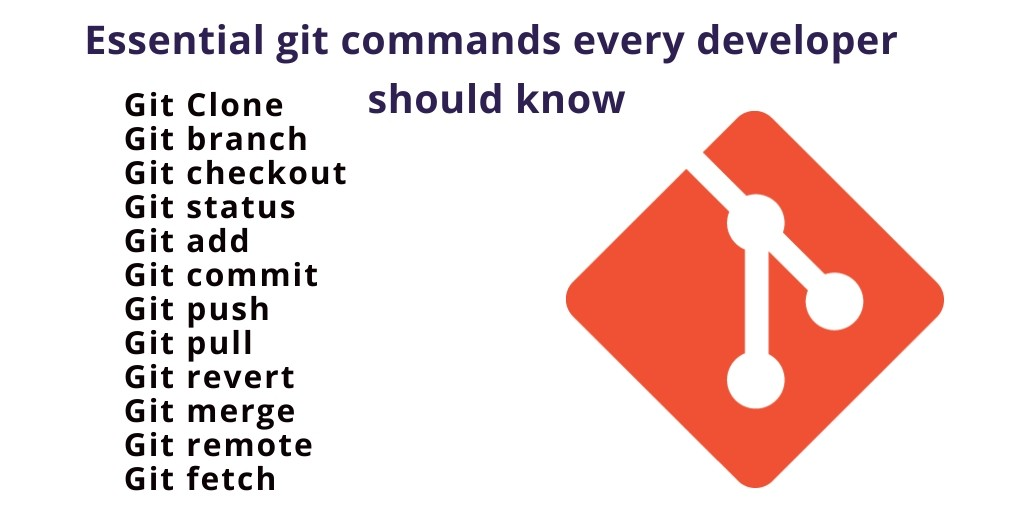 Essential git commands every developer
should know
Git Clone
Git branch
Git checkout
Git status
Git add
Git commit
Git push
Git pull
Git revert
Git merge
Git remote
Git fetch